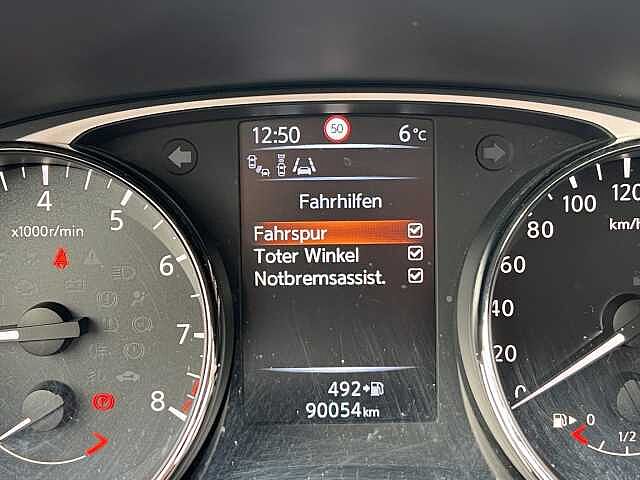 12:50 50 6°C
Fahrhilfen
Fahrspur
Toter Winkel
Notbremsassist.
492
90054km
4
5
x1000r/min
6
7
8
120
100
km/h
80
60
40
20
0
0
1/2